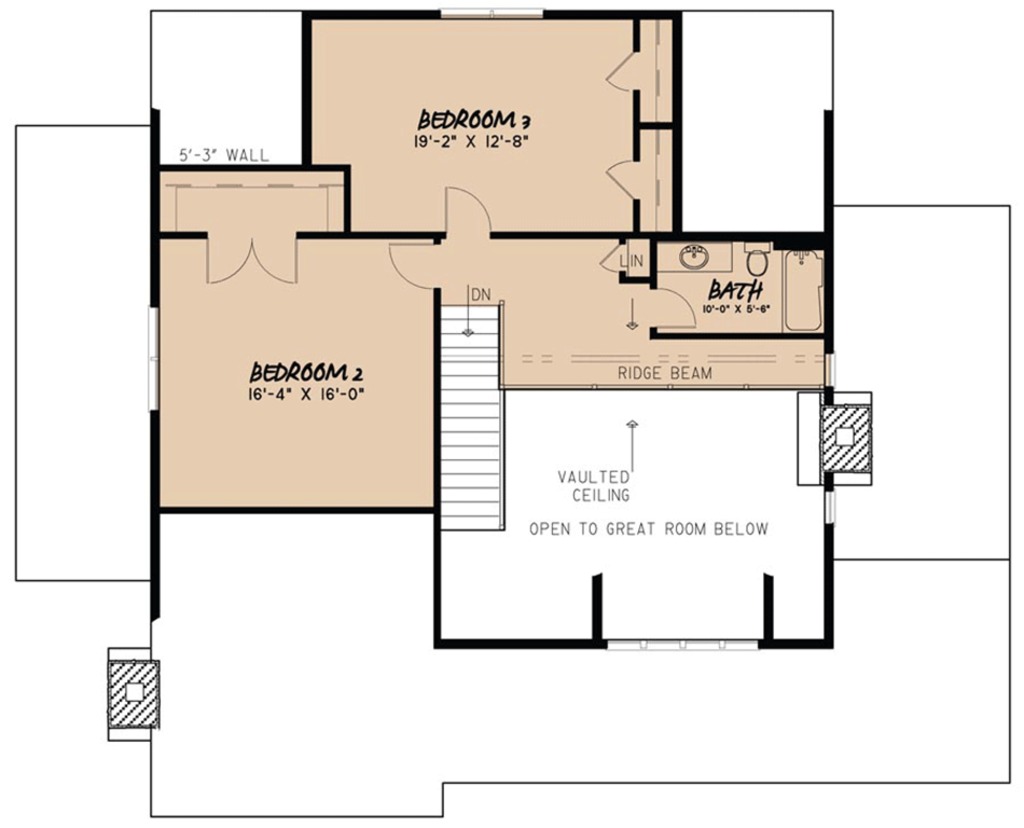 BEDROOM 3
19'-2" X 12'-8"
5'-3" WALL
LIN
BATH
10'-0" X 5'-6"
DN
BEDROOM 2
16'-4" X 16'-0"
RIDGE BEAM
VAULTED
CEILING
OPEN TO GREAT ROOM BELOW